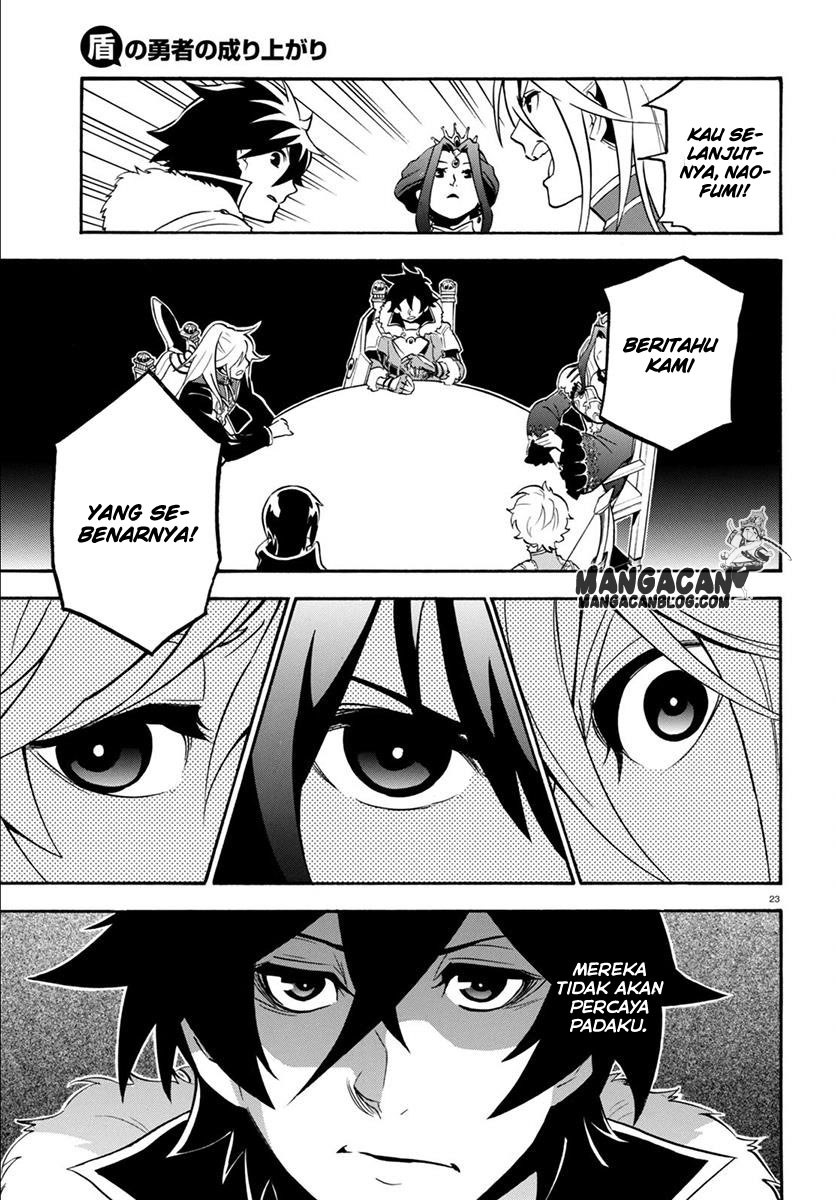 盾の勇者の成り上がり
KAU SE-
LANJUT-
NYA, NAO-
FUMI!
BERITAHU
KAMI
YANG SE-
BENARNYA!
MANGACAN
MANGACANBLOG.COM
23
MEREKA
TIDAK AKAN
PERCAYA
PADAKU.